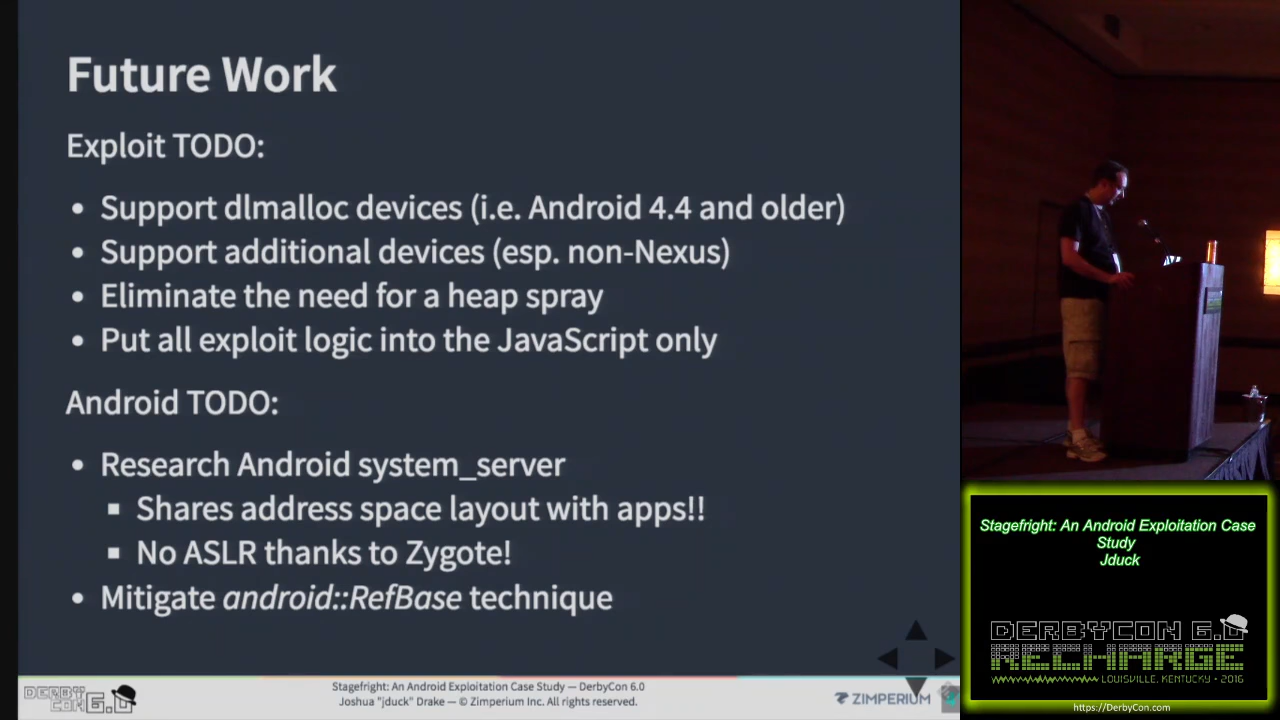 Future Work
Exploit TODO:
• Support dlmalloc devices (i.e. Android 4.4 and older)
• Support additional devices (esp. non-Nexus)
• Eliminate the need for a heap spray
• Put all exploit logic into the JavaScript only
Android TODO:
• Research Android system_server
▪ Shares address space layout with apps!!
▪ No ASLR thanks to Zygote!
• Mitigate android::RefBase technique
DERBY
CON 6.0
Stagefright: An Android Exploitation Case Study — DerbyCon 6.0
Joshua "jduck" Drake — © Zimperium Inc. All rights reserved.
ZIMPERIUM
Stagefright: An Android Exploitation Case
Study
Jduck
DERBYCON 6.0
RECHARGE
LOUISVILLE, KENTUCKY • 2016
https://DerbyCon.com